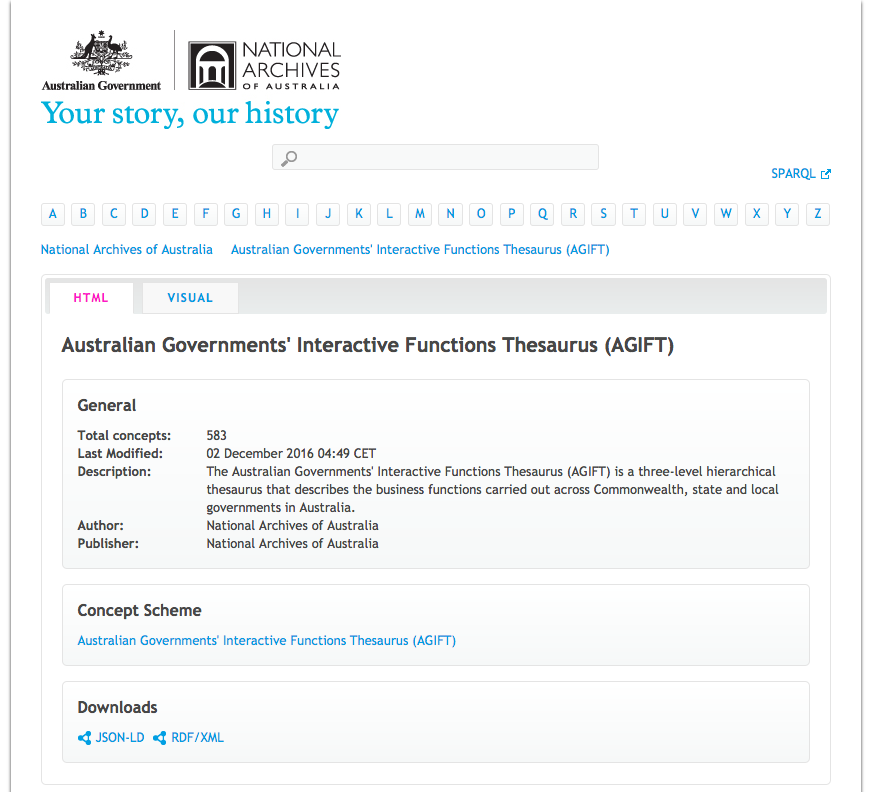 Australian Government
NATIONAL
ARCHIVES
OF AUSTRALIA
Your story, our history
SPARQL
A B C D E F G H I J K L M N O P Q R S T U V W X Y Z
National Archives of Australia Australian Governments' Interactive Functions Thesaurus (AGIFT)
HTML VISUAL
Australian Governments' Interactive Functions Thesaurus (AGIFT)
General
Total concepts: 583
Last Modified: 02 December 2016 04:49 CET
Description: The Australian Governments' Interactive Functions Thesaurus (AGIFT) is a three-level hierarchical
thesaurus that describes the business functions carried out across Commonwealth, state and local
governments in Australia.
Author: National Archives of Australia
Publisher: National Archives of Australia
Concept Scheme
Australian Governments' Interactive Functions Thesaurus (AGIFT)
Downloads
JSON-LD RDF/XML